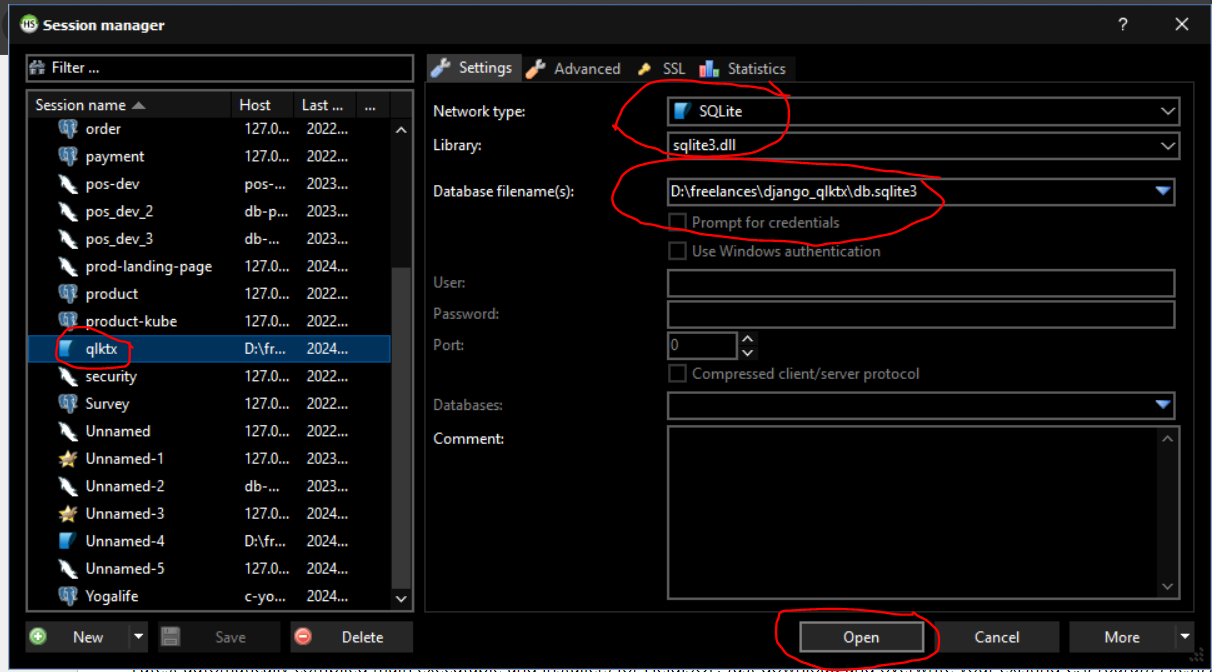 HS Session manager ?
Filter ...
Session name Host Last ... ...
order 127.0... 2022...
payment 127.0... 2022...
pos-dev pos-... 2023...
pos_dev_2 db-p... 2023...
pos_dev_3 db-... 2023...
prod-landing-page 127.0... 2024...
product 127.0... 2022...
product-kube 127.0... 2022...
qlktx D:\fr... 2024...
security 127.0... 2022...
Survey 127.0... 2022...
Unnamed 127.0... 2022...
Unnamed-1 127.0... 2023...
Unnamed-2 db-... 2023...
Unnamed-3 127.0... 2024...
Unnamed-4 D:\fr... 2024...
Unnamed-5 127.0... 2024...
Yogalife c-yo... 2024...
New Save Delete
Settings Advanced SSL Statistics
Network type: SQLite
Library: sqlite3.dll
Database filename(s): D:\freelances\django_qlktx\db.sqlite3
Prompt for credentials
Use Windows authentication
User:
Password:
Port: 0
Compressed client/server protocol
Databases:
Comment:
Open Cancel More